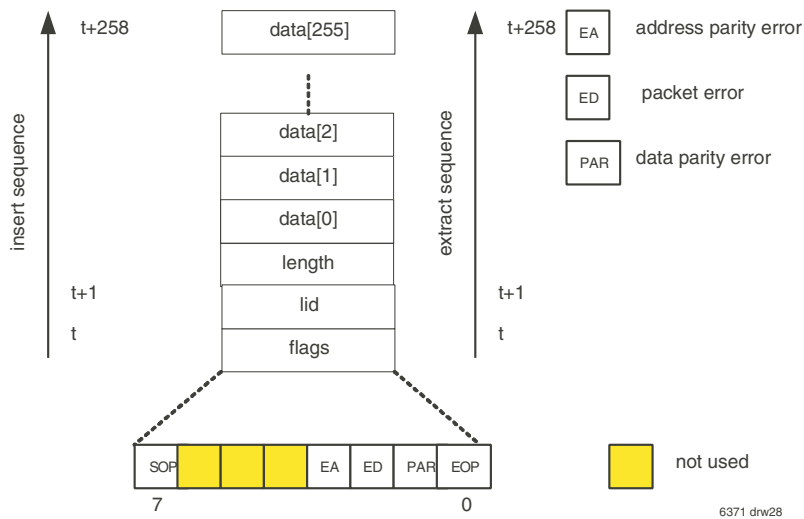 t+258
data[255]
t+258
EA
address parity error
ED
packet error
PAR
data parity error
insert sequence
extract sequence
data[2]
data[1]
data[0]
length
t+1
lid
t+1
t
flags
t
SOP
EA
ED
PAR
EOP
not used
7
0
6371 drw28